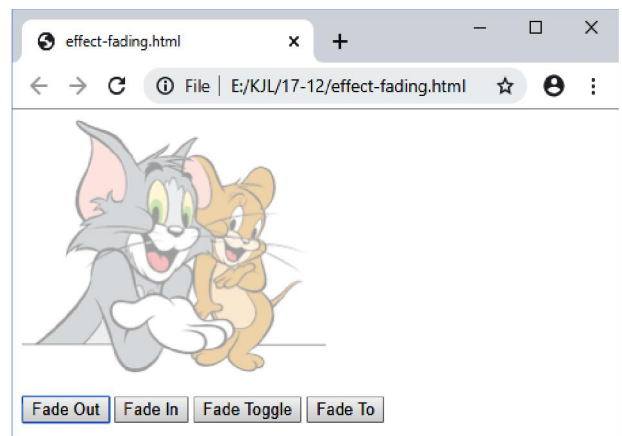 effect-fading.html
File | E:/KJL/17-12/effect-fading.html
Fade Out Fade In Fade Toggle Fade To